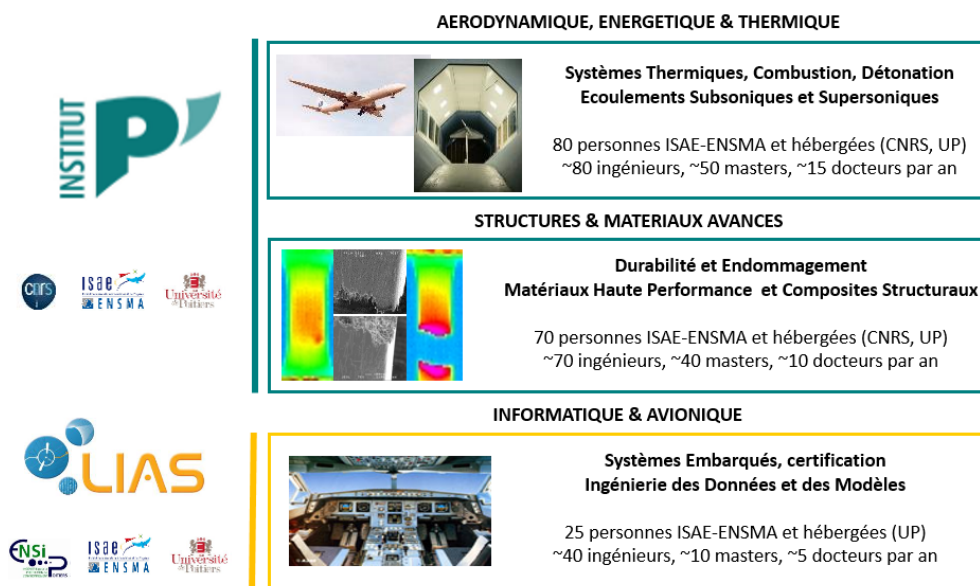 AERODYNAMIQUE, ENERGETIQUE & THERMIQUE
INSTITUT
P'
Systèmes Thermiques, Combustion, Détonation
Ecoulements Subsoniques et Supersoniques
80 personnes ISAE-ENSMA et hébergées (CNRS, UP)
~80 ingénieurs, ~50 masters, ~15 docteurs par an
STRUCTURES & MATERIAUX AVANCES
cnrs
isae
ENSMA
Université
de Poitiers
Durabilité et Endommagement
Matériaux Haute Performance et Composites Structuraux
70 personnes ISAE-ENSMA et hébergées (CNRS, UP)
~70 ingénieurs, ~40 masters, ~10 docteurs par an
INFORMATIQUE & AVIONIQUE
LIAS
Systèmes Embarqués, certification
Ingénierie des Données et des Modèles
25 personnes ISAE-ENSMA et hébergées (UP)
~40 ingénieurs, ~10 masters, ~5 docteurs par an
ENSi
Poitiers
isae
ENSMA
Université
de Poitiers